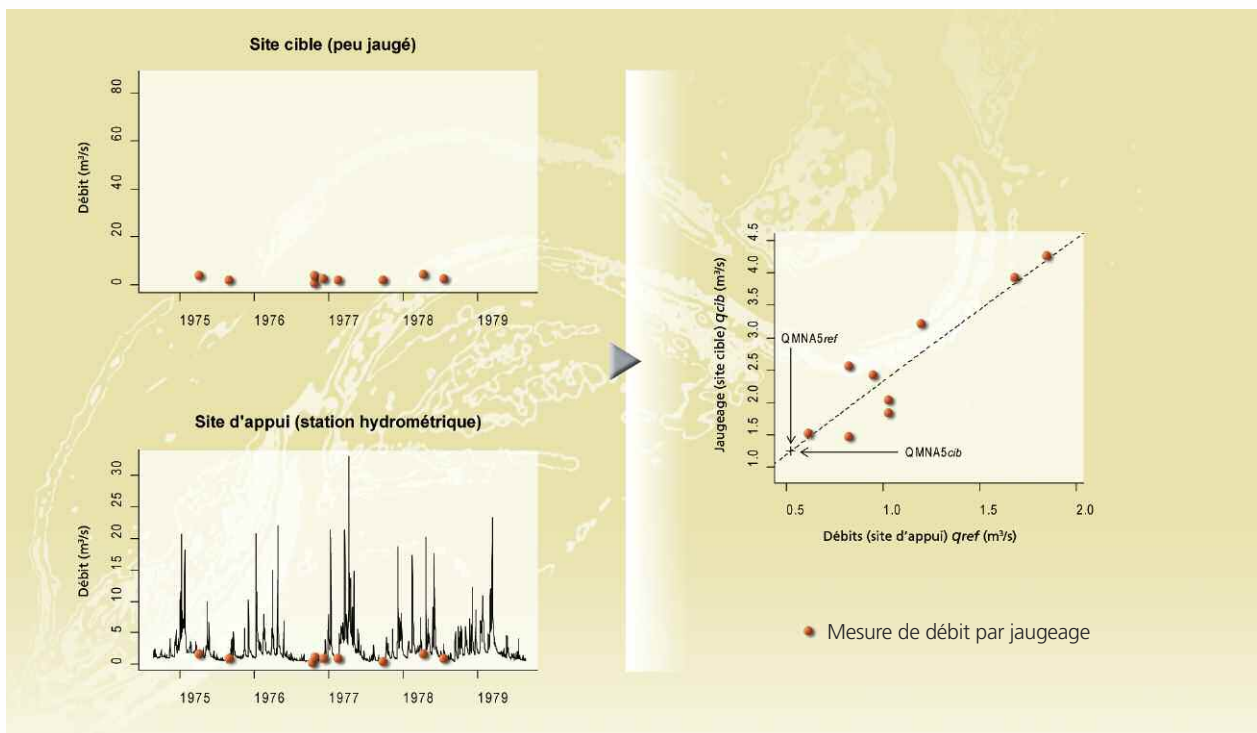 Site cible (peu jaugé)
Débit (m³/s)
80
60
40
20
0
1975 1976 1977 1978 1979
Site d'appui (station hydrométrique)
Débit (m³/s)
30
25
20
15
10
5
0
1975 1976 1977 1978 1979
Jaugeage (site cible) qcib (m³/s)
4.5
4.0
3.5
3.0
2.5
2.0
1.5
1.0
QMNA5ref
QMNA5cib
0.5 1.0 1.5 2.0
Débits (site d'appui) qref (m³/s)
Mesure de débit par jaugeage